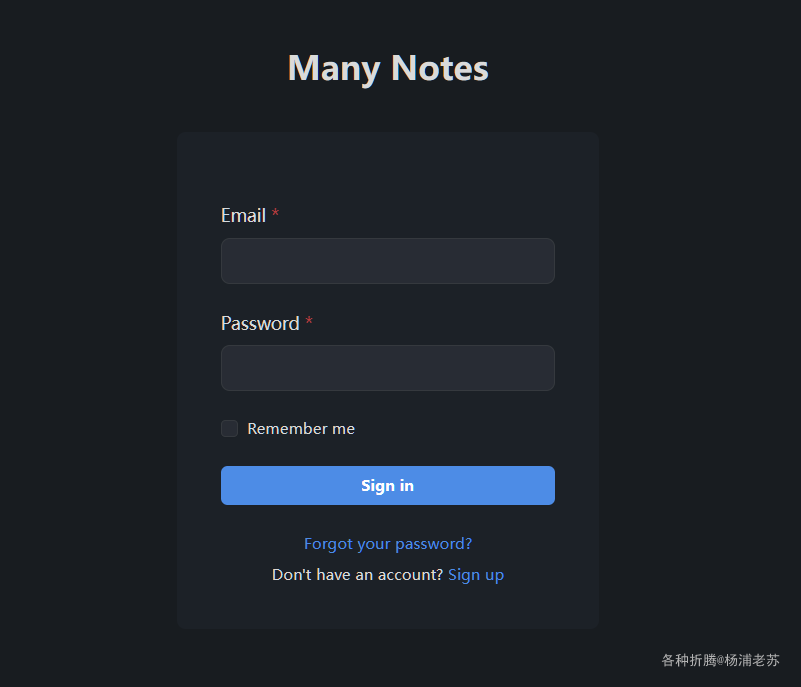 Many Notes
Email *
Password *
Remember me
Sign in
Forgot your password?
Don't have an account? Sign up
各种折腾@杨浦老苏